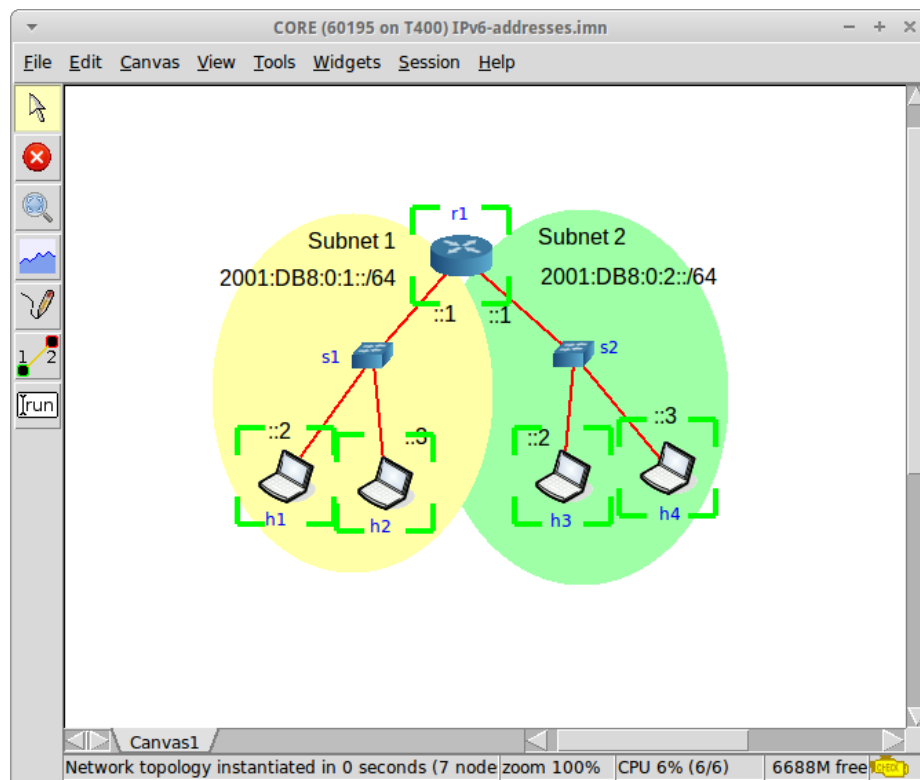 CORE (60195 on T400) IPv6-addresses.imn
File Edit Canvas View Tools Widgets Session Help
r1
Subnet 1
Subnet 2
2001:DB8:0:1::/64
2001:DB8:0:2::/64
::1
::1
s1
s2
1 2
run
::2
::3
::2
::3
h1
h2
h3
h4
Canvas1
Network topology instantiated in 0 seconds (7 node zoom 100% CPU 6% (6/6) 6688M free CHECK